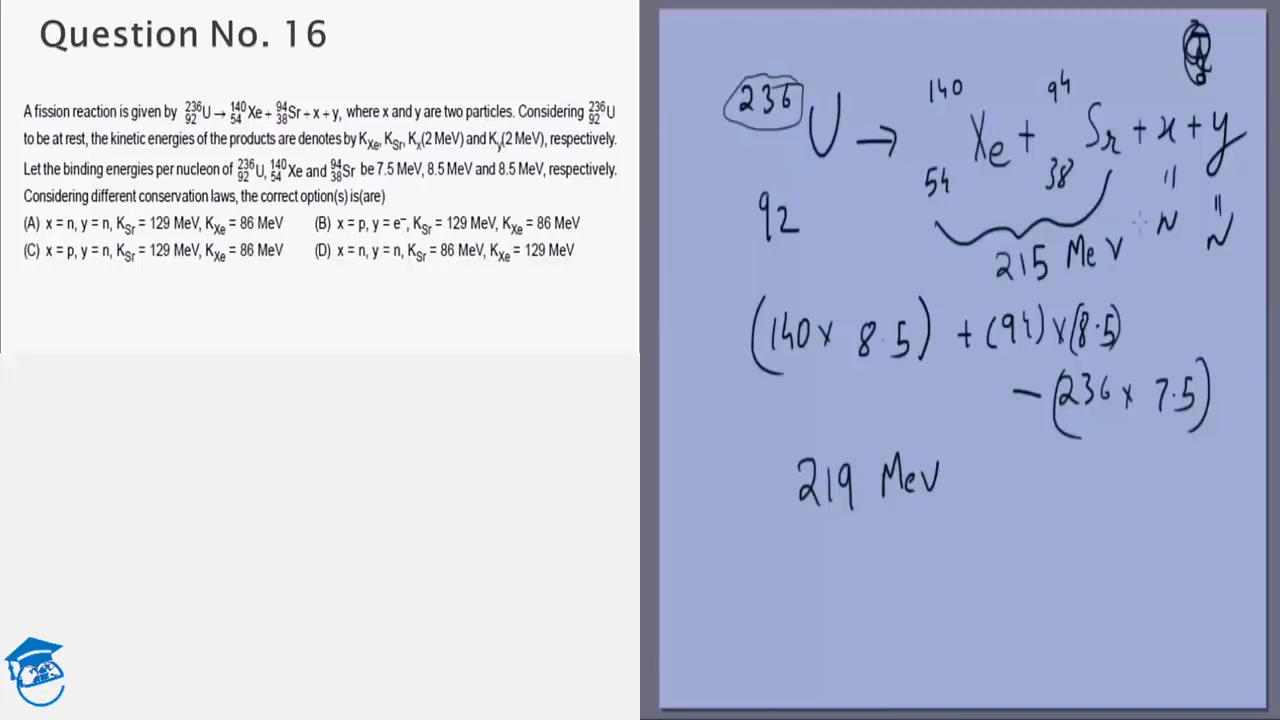 Question No. 16
A fission reaction is given by ²³⁶₉₂U → ¹⁴⁰₅₄Xe + ⁹⁴₃₈Sr + x + y, where x and y are two particles. Considering ²³⁶₉₂U
to be at rest, the kinetic energies of the products are denotes by K_Xe, K_Sr, K_x(2 MeV) and K_y(2 MeV), respectively.
Let the binding energies per nucleon of ²³⁶₉₂U, ¹⁴⁰₅₄Xe and ⁹⁴₃₈Sr be 7.5 MeV, 8.5 MeV and 8.5 MeV, respectively.
Considering different conservation laws, the correct option(s) is(are)
(A) x = n, y = n, K_Sr = 129 MeV, K_Xe = 86 MeV (B) x = p, y = e⁻, K_Sr = 129 MeV, K_Xe = 86 MeV
(C) x = p, y = n, K_Sr = 129 MeV, K_Xe = 86 MeV (D) x = n, y = n, K_Sr = 86 MeV, K_Xe = 129 MeV
236 140 94
U → Xe + Sr + x + y
92 54 38 " "
N N
215 MeV
(140 x 8.5) + (94) x (8.5)
- (236 x 7.5)
219 MeV